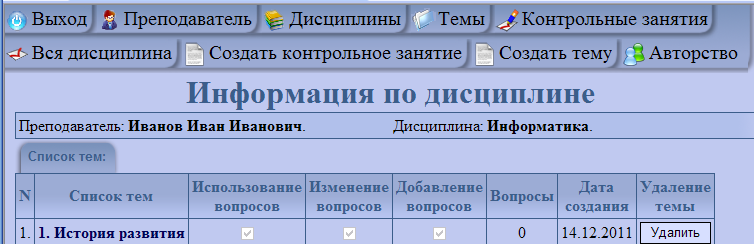 Выход Преподаватель Дисциплины Темы Контрольные занятия
Вся дисциплина Создать контрольное занятие Создать тему Авторство
Информация по дисциплине
Преподаватель: Иванов Иван Иванович. Дисциплина: Информатика.
Список тем:
N Список тем Использование вопросов Изменение вопросов Добавление вопросов Вопросы Дата создания Удаление темы
1. 1. История развития 0 14.12.2011 Удалить